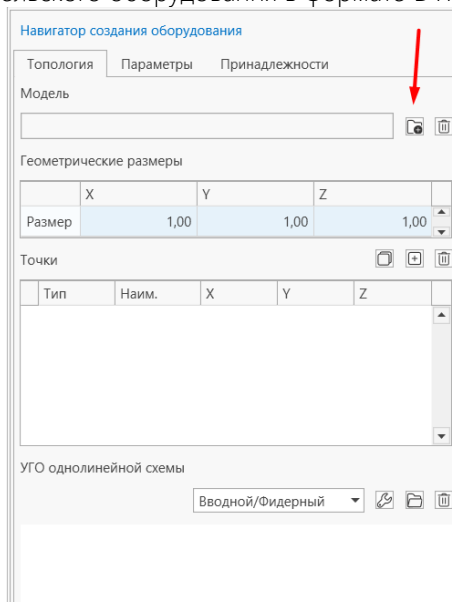 Навигатор создания оборудования
Топология Параметры Принадлежности
Модель
Геометрические размеры
X Y Z
Размер 1,00 1,00 1,00
Точки
Тип Наим. X Y Z
УГО однолинейной схемы
Вводной/Фидерный